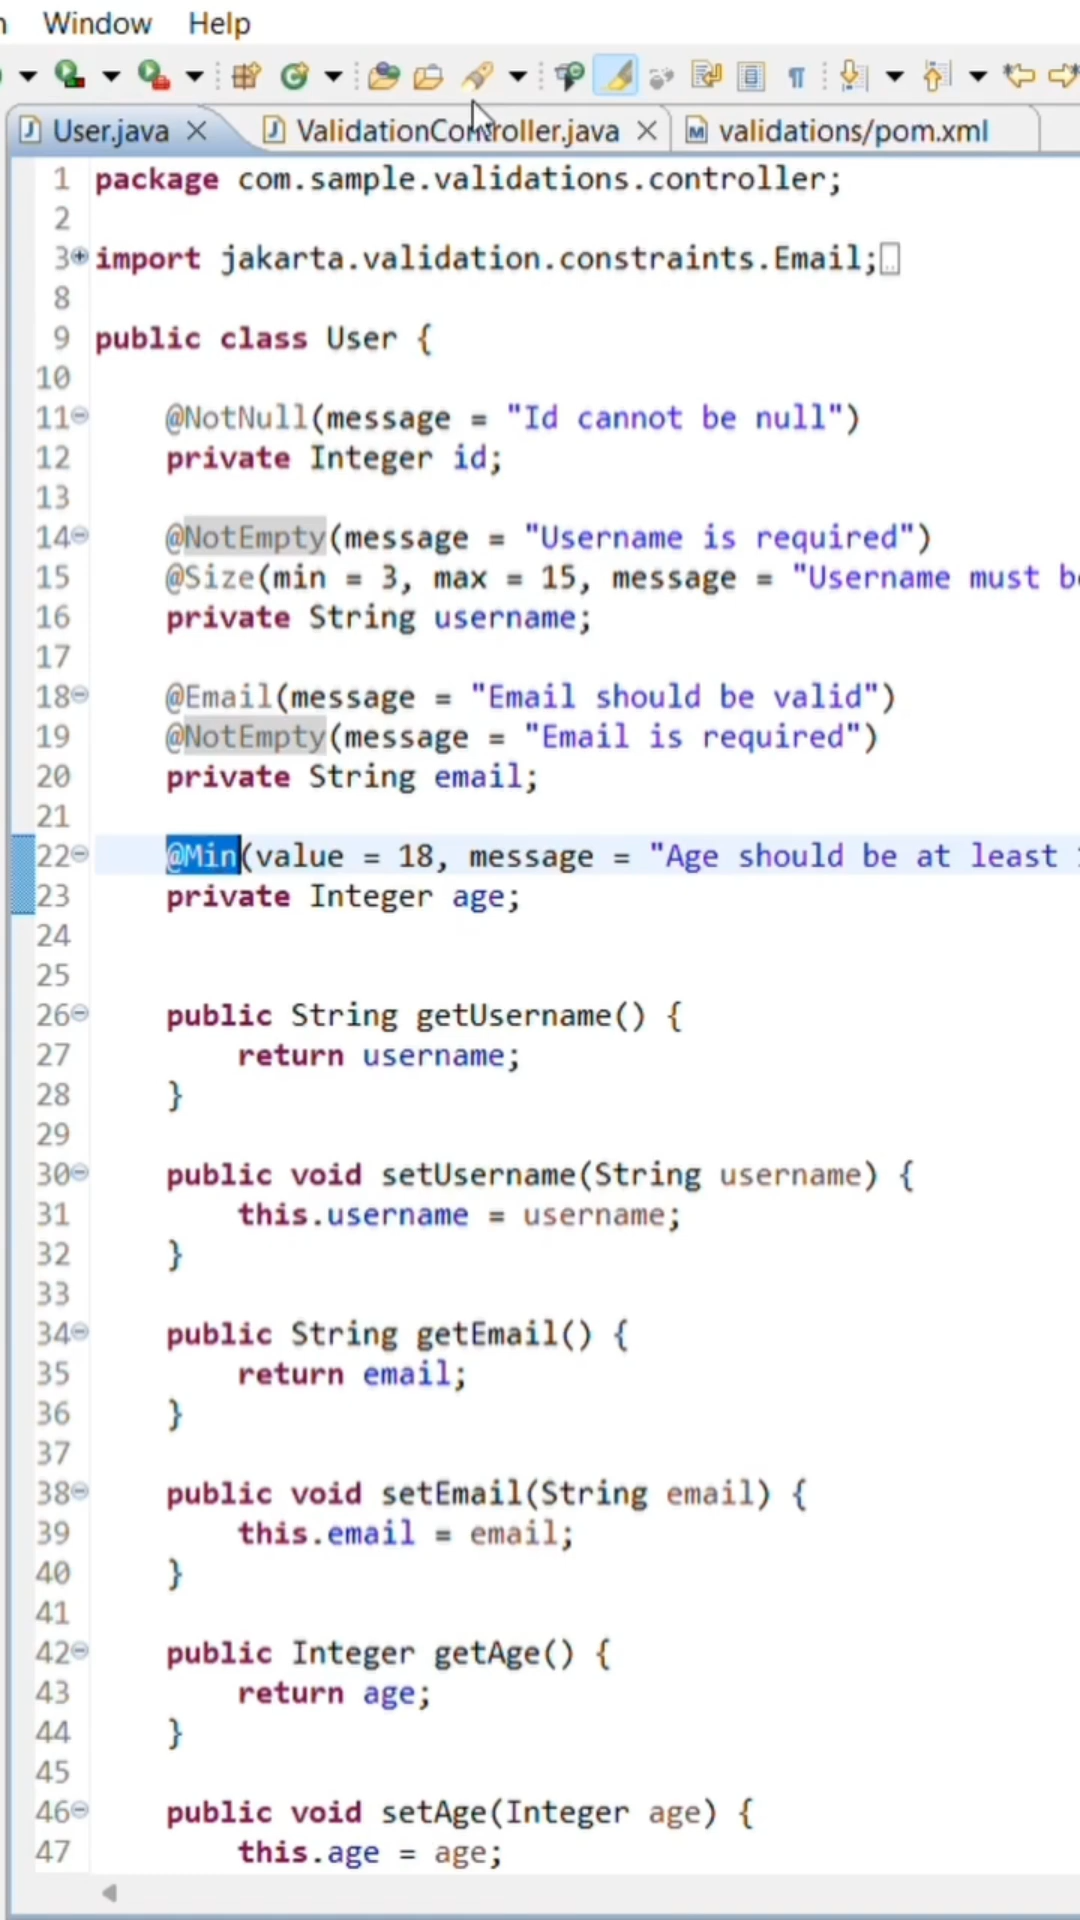 Window Help
User.java ValidationController.java validations/pom.xml
1 package com.sample.validations.controller;
2
3 import jakarta.validation.constraints.Email;
8
9 public class User {
10
11 @NotNull(message = "Id cannot be null")
12 private Integer id;
13
14 @NotEmpty(message = "Username is required")
15 @Size(min = 3, max = 15, message = "Username must
16 private String username;
17
18 @Email(message = "Email should be valid")
19 @NotEmpty(message = "Email is required")
20 private String email;
21
22 @Min(value = 18, message = "Age should be at least
23 private Integer age;
24
25
26 public String getUsername() {
27 return username;
28 }
29
30 public void setUsername(String username) {
31 this.username = username;
32 }
33
34 public String getEmail() {
35 return email;
36 }
37
38 public void setEmail(String email) {
39 this.email = email;
40 }
41
42 public Integer getAge() {
43 return age;
44 }
45
46 public void setAge(Integer age) {
47 this.age = age;